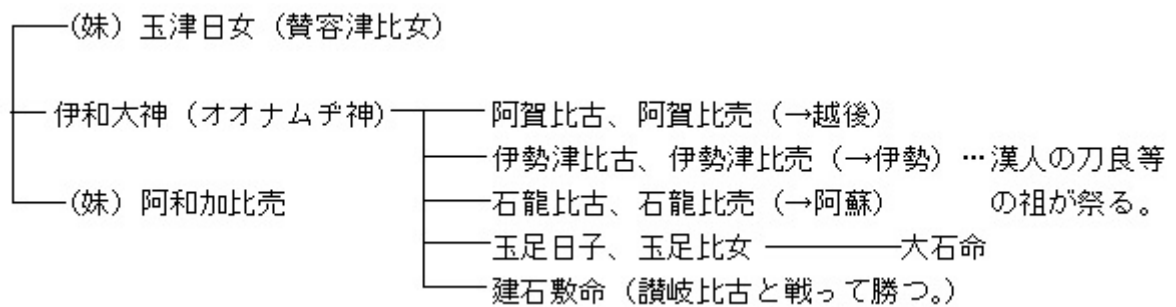 (妹) 玉津日女 (賛容津比女)
伊和大神 (オオナムヂ神)
(妹) 阿和加比売
阿賀比古、阿賀比売 (→越後)
伊勢津比古、伊勢津比売 (→伊勢) …漢人の刀良等
の祖が祭る。
石龍比古、石龍比売 (→阿蘇)
玉足日子、玉足比女 大石命
建石敷命 (讃岐比古と戦って勝つ。)